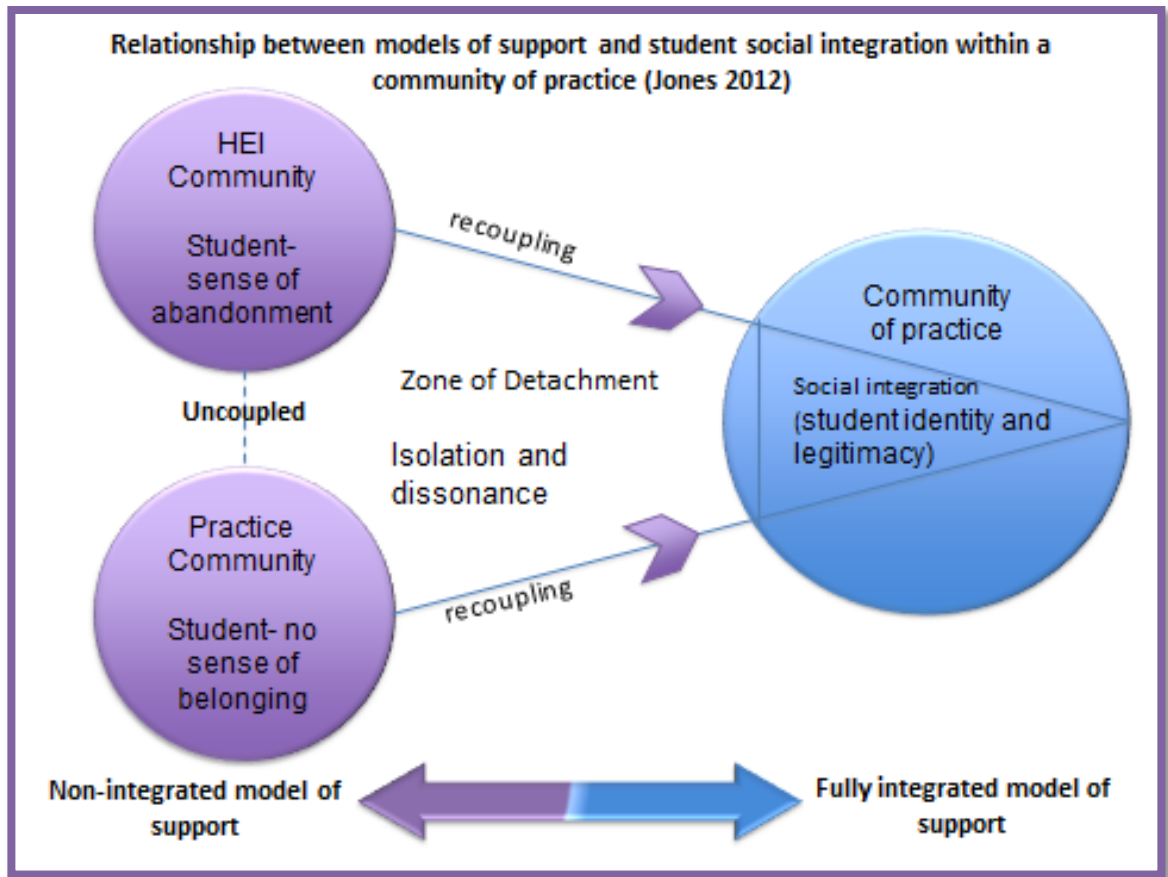 Relationship between models of support and student social integration within a
community of practice (Jones 2012)
HEI
Community
Student-
sense of
abandonment
recoupling
Community
of practice
Zone of Detachment
Social integration
(student identity and
legitimacy)
Uncoupled
Isolation and
dissonance
Practice
Community
Student- no
sense of
belonging
recoupling
Non-integrated model of
support
Fully integrated model of
support